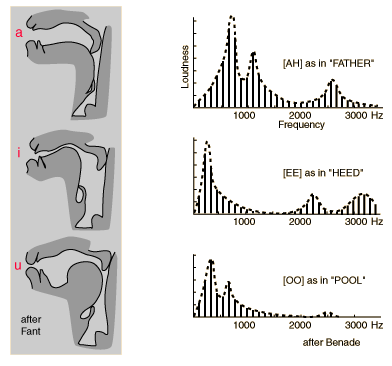 a
i
u
after
Fant
Loudness
[AH] as in "FATHER"
1000 2000 3000 Hz
Frequency
[EE] as in "HEED"
1000 2000 3000 Hz
[OO] as in "POOL"
1000 2000 3000 Hz
after Benade